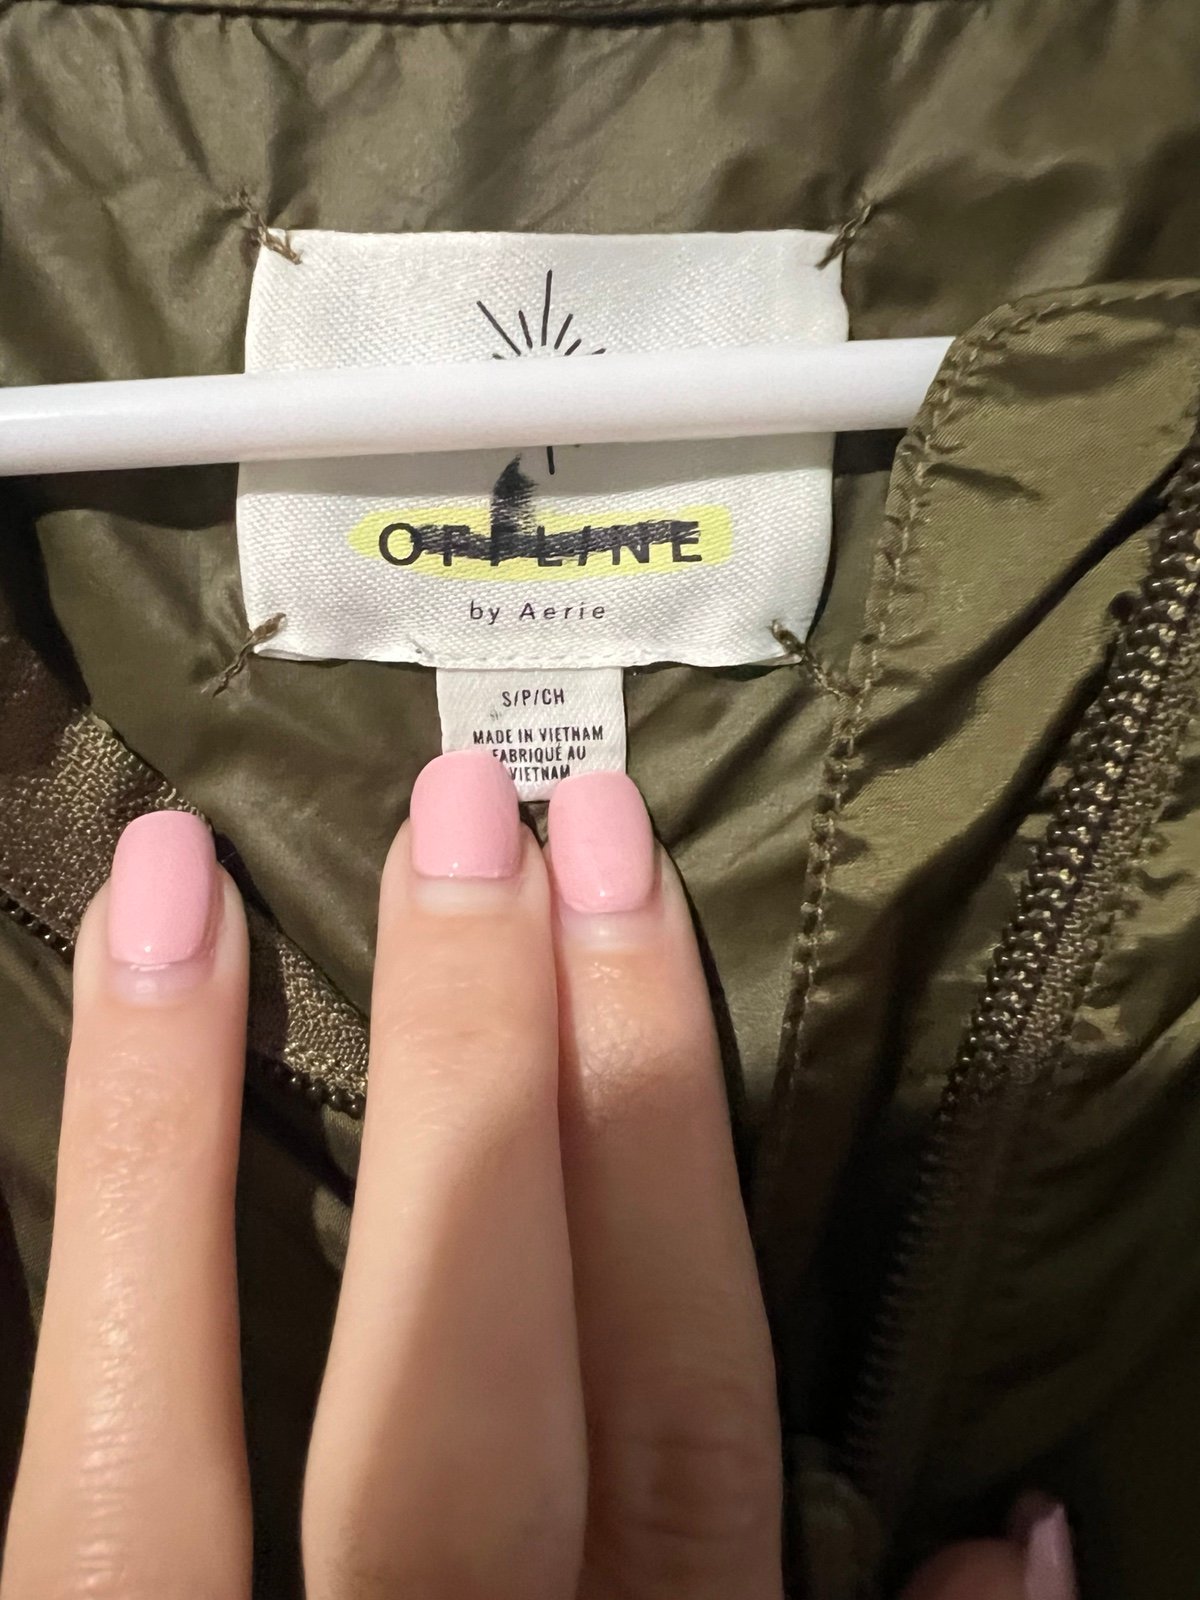 OFFLINE
by Aerie
S/P/CH
MADE IN VIETNAM
FABRIQUÉ AU
VIETNAM